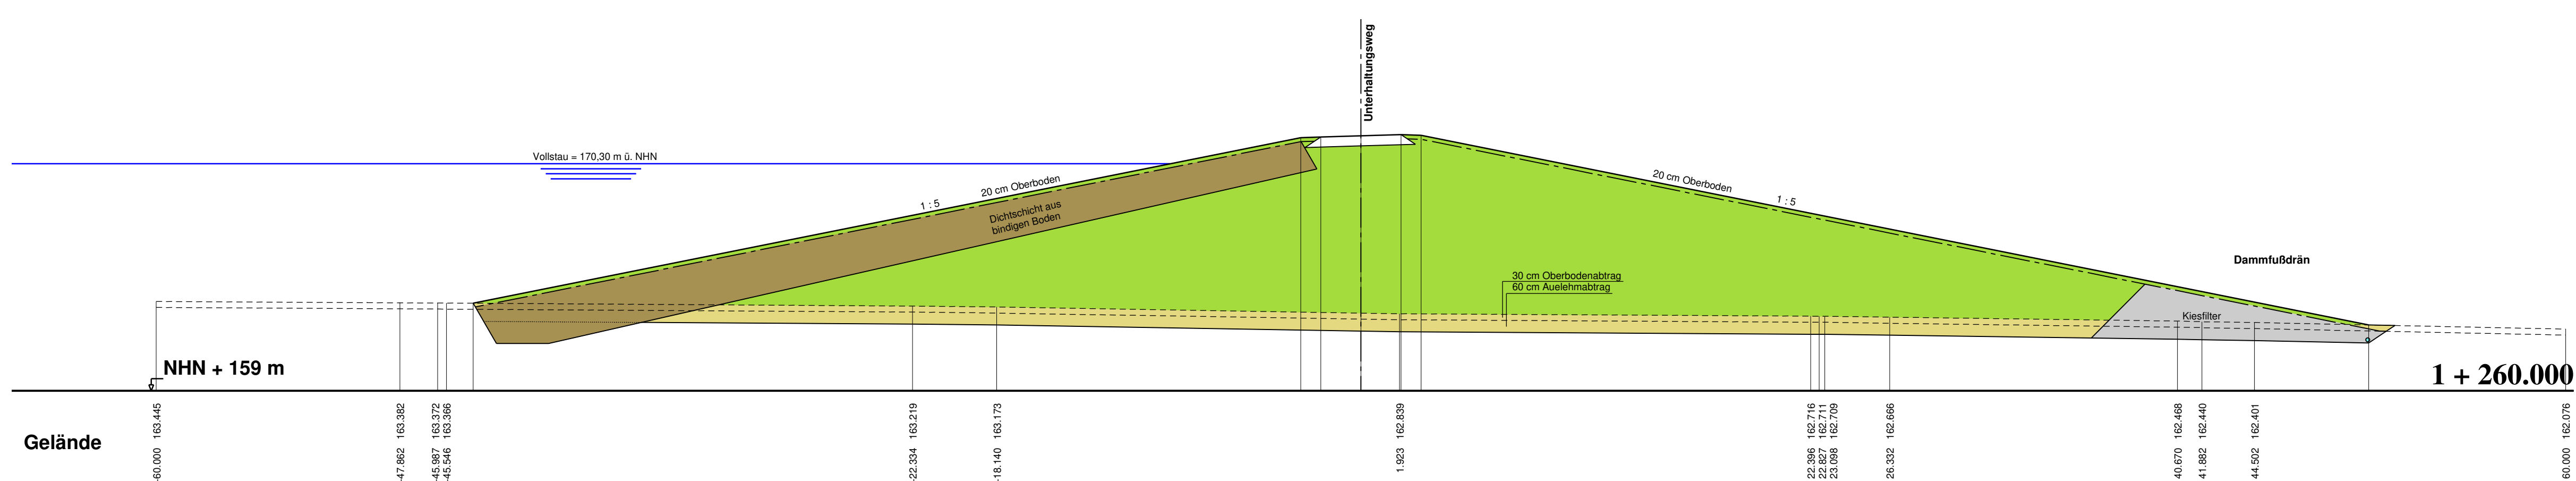 Unterhaltungsweg
Vollstau = 170,30 m ü. NHN
20 cm Oberboden
1 : 5
Dichtschicht aus
bindigen Boden
20 cm Oberboden
1 : 5
Dammfußdrän
30 cm Oberbodenabtrag
60 cm Auelehmabtrag
Kiesfilter
NHN + 159 m
1 + 260.000
Gelände
-60.000 163.445
-47.862 163.382
-45.987 163.372
-45.546 163.366
-22.334 163.219
-18.140 163.173
1.923 162.839
22.396 162.716
22.827 162.711
23.098 162.709
26.332 162.666
40.670 162.468
41.882 162.440
44.502 162.401
60.000 162.076